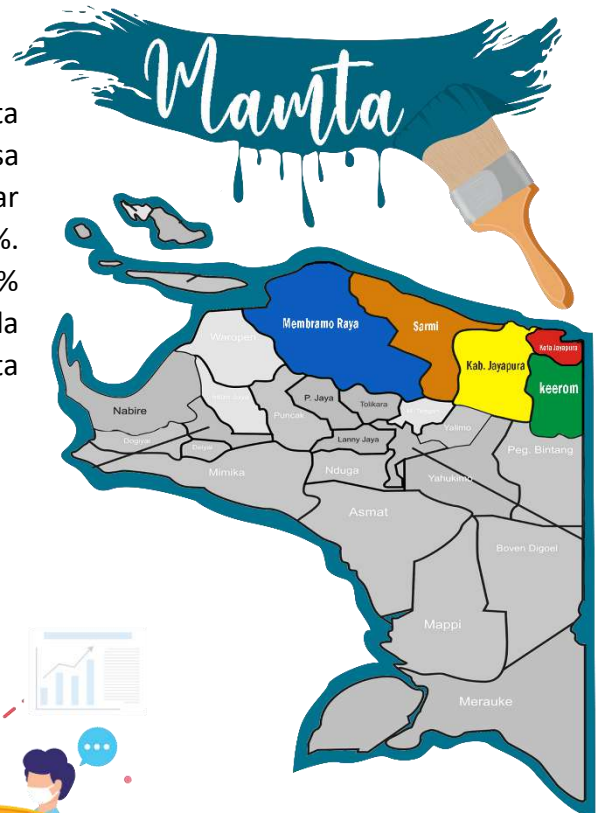 Mamta
ta
sa
ar
%.
%
la
ta
Membramo Raya
Sarmi
Kab. Jayapura
Kota Jayapura
keerom
Waropen
Nabire
Puncak
P. Jaya
Tolikara
Yalimo
Lanny Jaya
Peg. Bintang
Mimika
Nduga
Yahukimo
Asmat
Boven Digoel
Mappi
Merauke